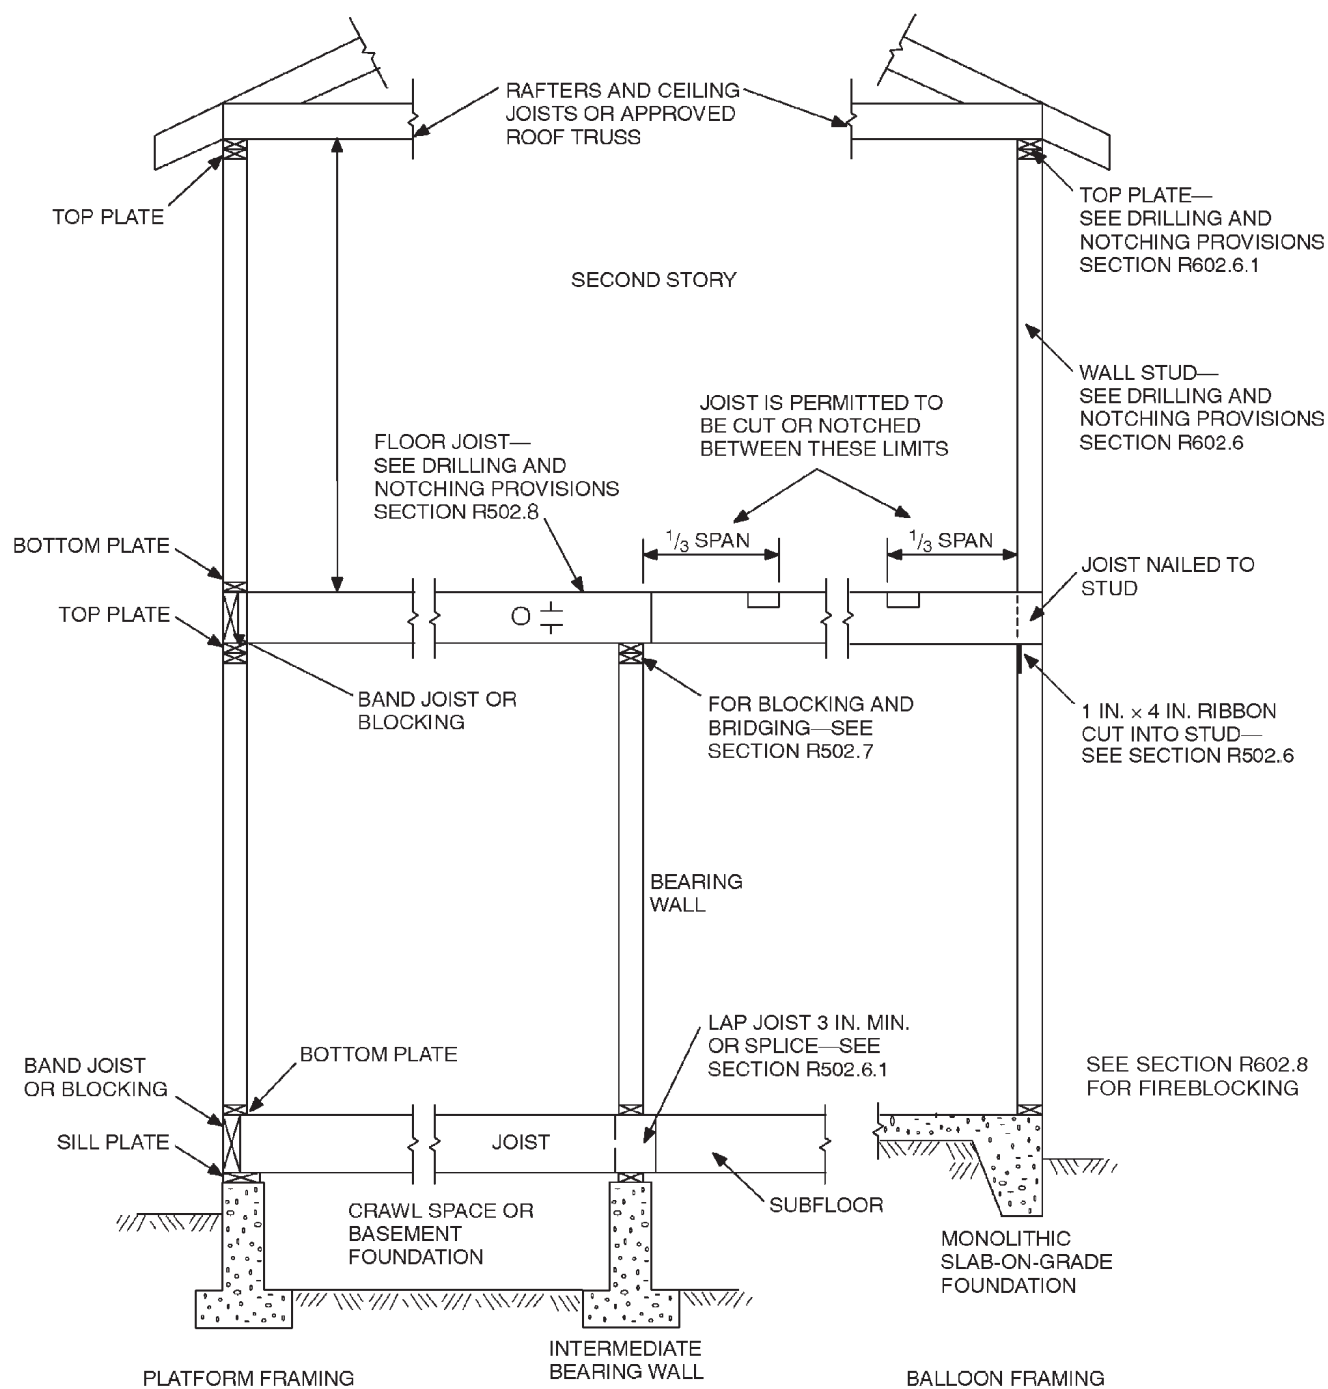 RAFTERS AND CEILING
JOISTS OR APPROVED
ROOF TRUSS
TOP PLATE
TOP PLATE—
SEE DRILLING AND
NOTCHING PROVISIONS
SECTION R602.6.1
SECOND STORY
WALL STUD—
SEE DRILLING AND
NOTCHING PROVISIONS
SECTION R602.6
JOIST IS PERMITTED TO
BE CUT OR NOTCHED
BETWEEN THESE LIMITS
FLOOR JOIST—
SEE DRILLING AND
NOTCHING PROVISIONS
SECTION R502.8
BOTTOM PLATE
1/3 SPAN
1/3 SPAN
JOIST NAILED TO
STUD
TOP PLATE
BAND JOIST OR
BLOCKING
FOR BLOCKING AND
BRIDGING—SEE
SECTION R502.7
1 IN. × 4 IN. RIBBON
CUT INTO STUD—
SEE SECTION R502.6
BEARING
WALL
LAP JOIST 3 IN. MIN.
OR SPLICE—SEE
SECTION R502.6.1
BAND JOIST
OR BLOCKING
BOTTOM PLATE
SEE SECTION R602.8
FOR FIREBLOCKING
SILL PLATE
JOIST
SUBFLOOR
CRAWL SPACE OR
BASEMENT
FOUNDATION
MONOLITHIC
SLAB-ON-GRADE
FOUNDATION
INTERMEDIATE
BEARING WALL
PLATFORM FRAMING
BALLOON FRAMING